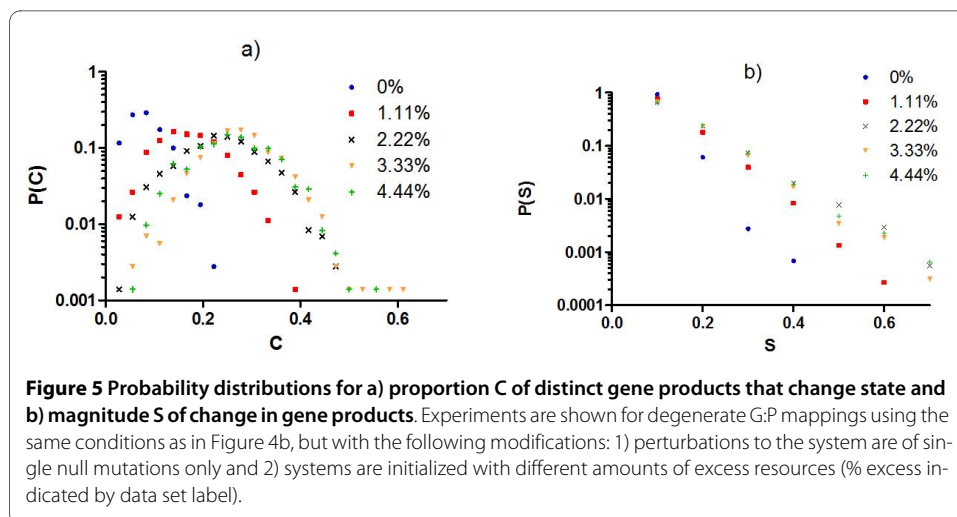 a)
P(C)
1
0.1
0.01
0.001
0.0
0.2
0.4
0.6
C
0%
1.11%
2.22%
3.33%
4.44%
b)
P(S)
1
0.1
0.01
0.001
0.0001
0.0
0.2
0.4
0.6
S
0%
1.11%
2.22%
3.33%
4.44%
Figure 5 Probability distributions for a) proportion C of distinct gene products that change state and
b) magnitude S of change in gene products. Experiments are shown for degenerate G:P mappings using the
same conditions as in Figure 4b, but with the following modifications: 1) perturbations to the system are of sin-
gle null mutations only and 2) systems are initialized with different amounts of excess resources (% excess in-
dicated by data set label).